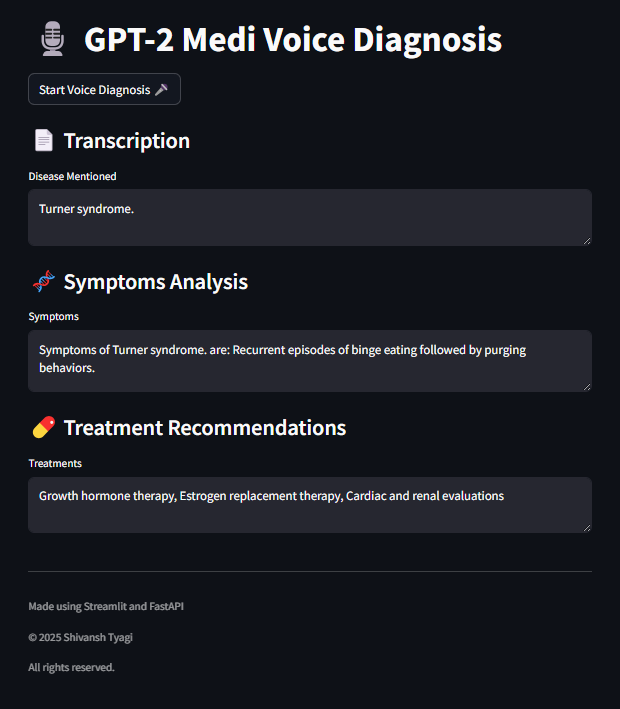 GPT-2 Medi Voice Diagnosis
Start Voice Diagnosis
Transcription
Disease Mentioned
Turner syndrome.
Symptoms Analysis
Symptoms
Symptoms of Turner syndrome. are: Recurrent episodes of binge eating followed by purging
behaviors.
Treatment Recommendations
Treatments
Growth hormone therapy, Estrogen replacement therapy, Cardiac and renal evaluations
Made using Streamlit and FastAPI
© 2025 Shivansh Tyagi
All rights reserved.